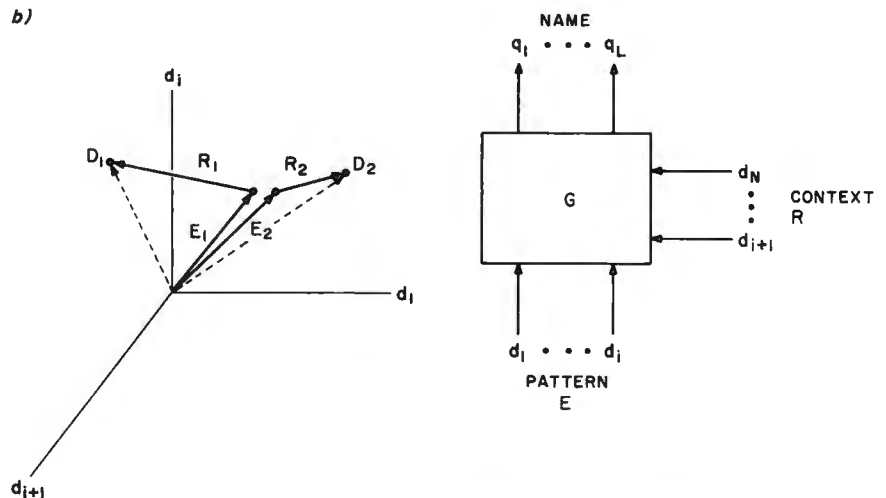 b)
d_i
D_1
R_1
R_2
D_2
E_1
E_2
d_1
d_{i+1}
NAME
q_1 • • • q_L
G
d_N
•
•
•
d_{i+1}
CONTEXT
R
d_1 • • • d_i
PATTERN
E